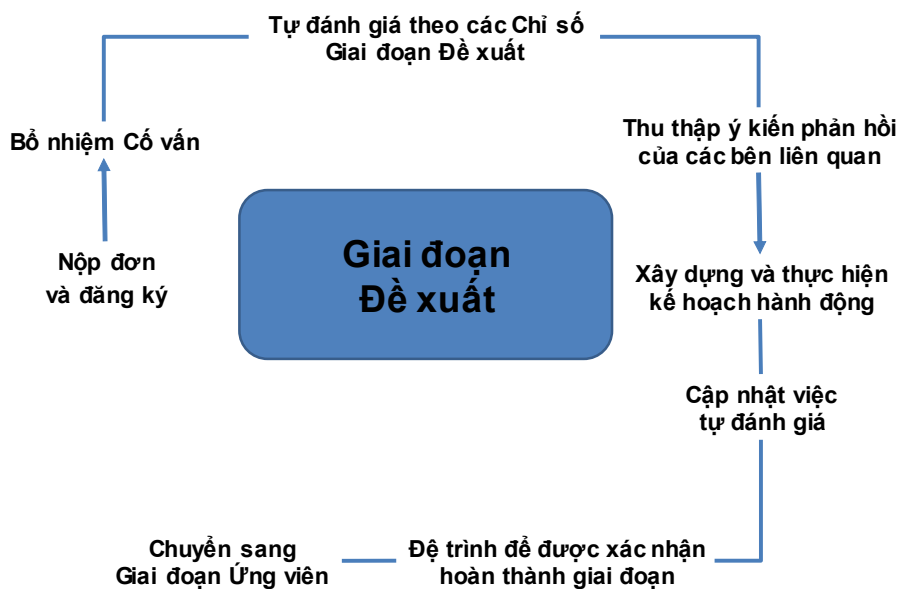 Tự đánh giá theo các Chỉ số
Giai đoạn Đề xuất
Bổ nhiệm Cố vấn
Thu thập ý kiến phản hồi
của các bên liên quan
Nộp đơn
và đăng ký
Giai đoạn
Đề xuất
Xây dựng và thực hiện
kế hoạch hành động
Cập nhật việc
tự đánh giá
Chuyển sang
Giai đoạn Ứng viên
Đệ trình để được xác nhận
hoàn thành giai đoạn